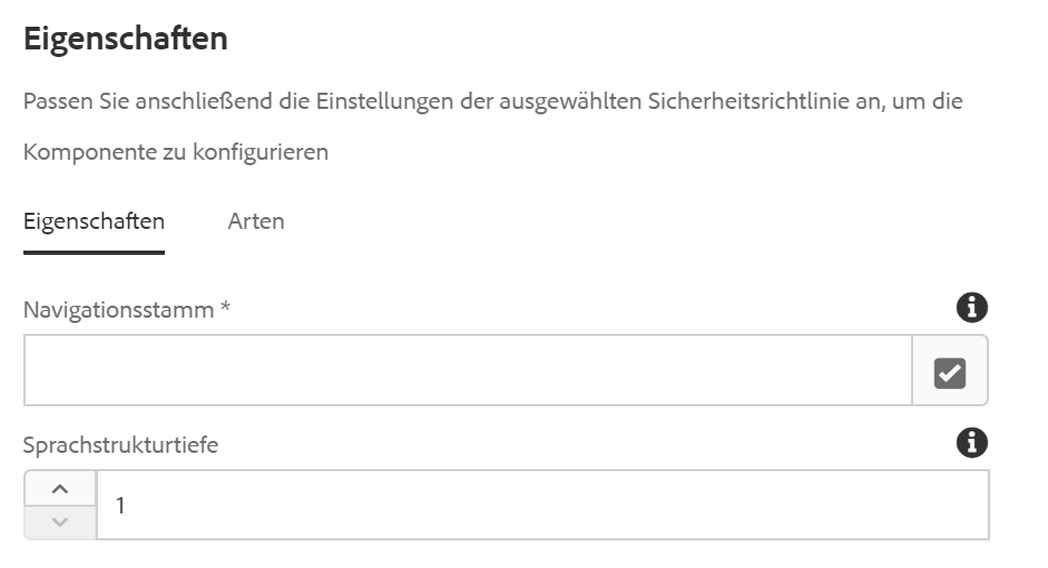 Eigenschaften
Passen Sie anschließend die Einstellungen der ausgewählten Sicherheitsrichtlinie an, um die
Komponente zu konfigurieren
Eigenschaften Arten
Navigationsstamm *
Sprachstrukturtiefe
1